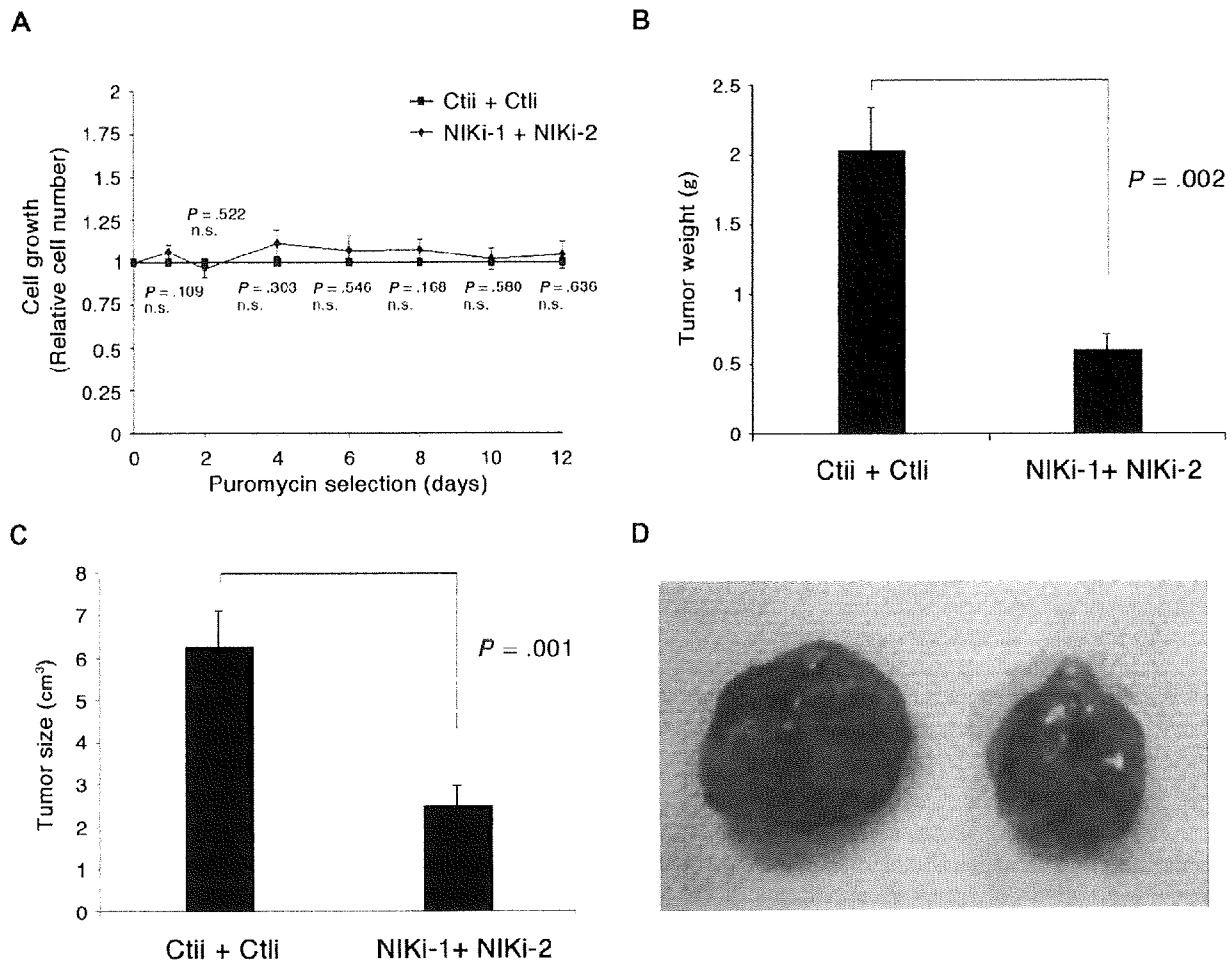 A
2
1.75
1.5
1.25
1
0.75
0.5
0.25
0
Cell growth
(Relative cell number)
Ctii + Ctli
NIKi-1 + NIKi-2
P = .522
n.s.
P = .109
n.s.
P = .303
n.s.
P = .546
n.s.
P = .168
n.s.
P = .580
n.s.
P = .636
n.s.
0 2 4 6 8 10 12
Puromycin selection (days)
B
2.5
2
1.5
1
0.5
0
Tumor weight (g)
P = .002
Ctii + Ctli
NIKi-1+ NIKi-2
C
8
7
6
5
4
3
2
1
0
Tumor size (cm³)
P = .001
Ctii + Ctli
NIKi-1+ NIKi-2
D